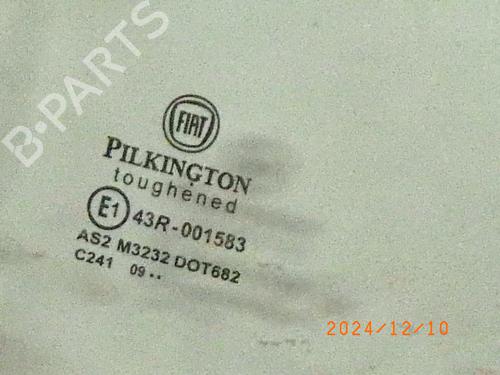 B-PARTS
FIAT
PILKINGTON
toughened
E1 43R-001583
AS2 M3232 DOT682
C241 09 ..
2024/12/10